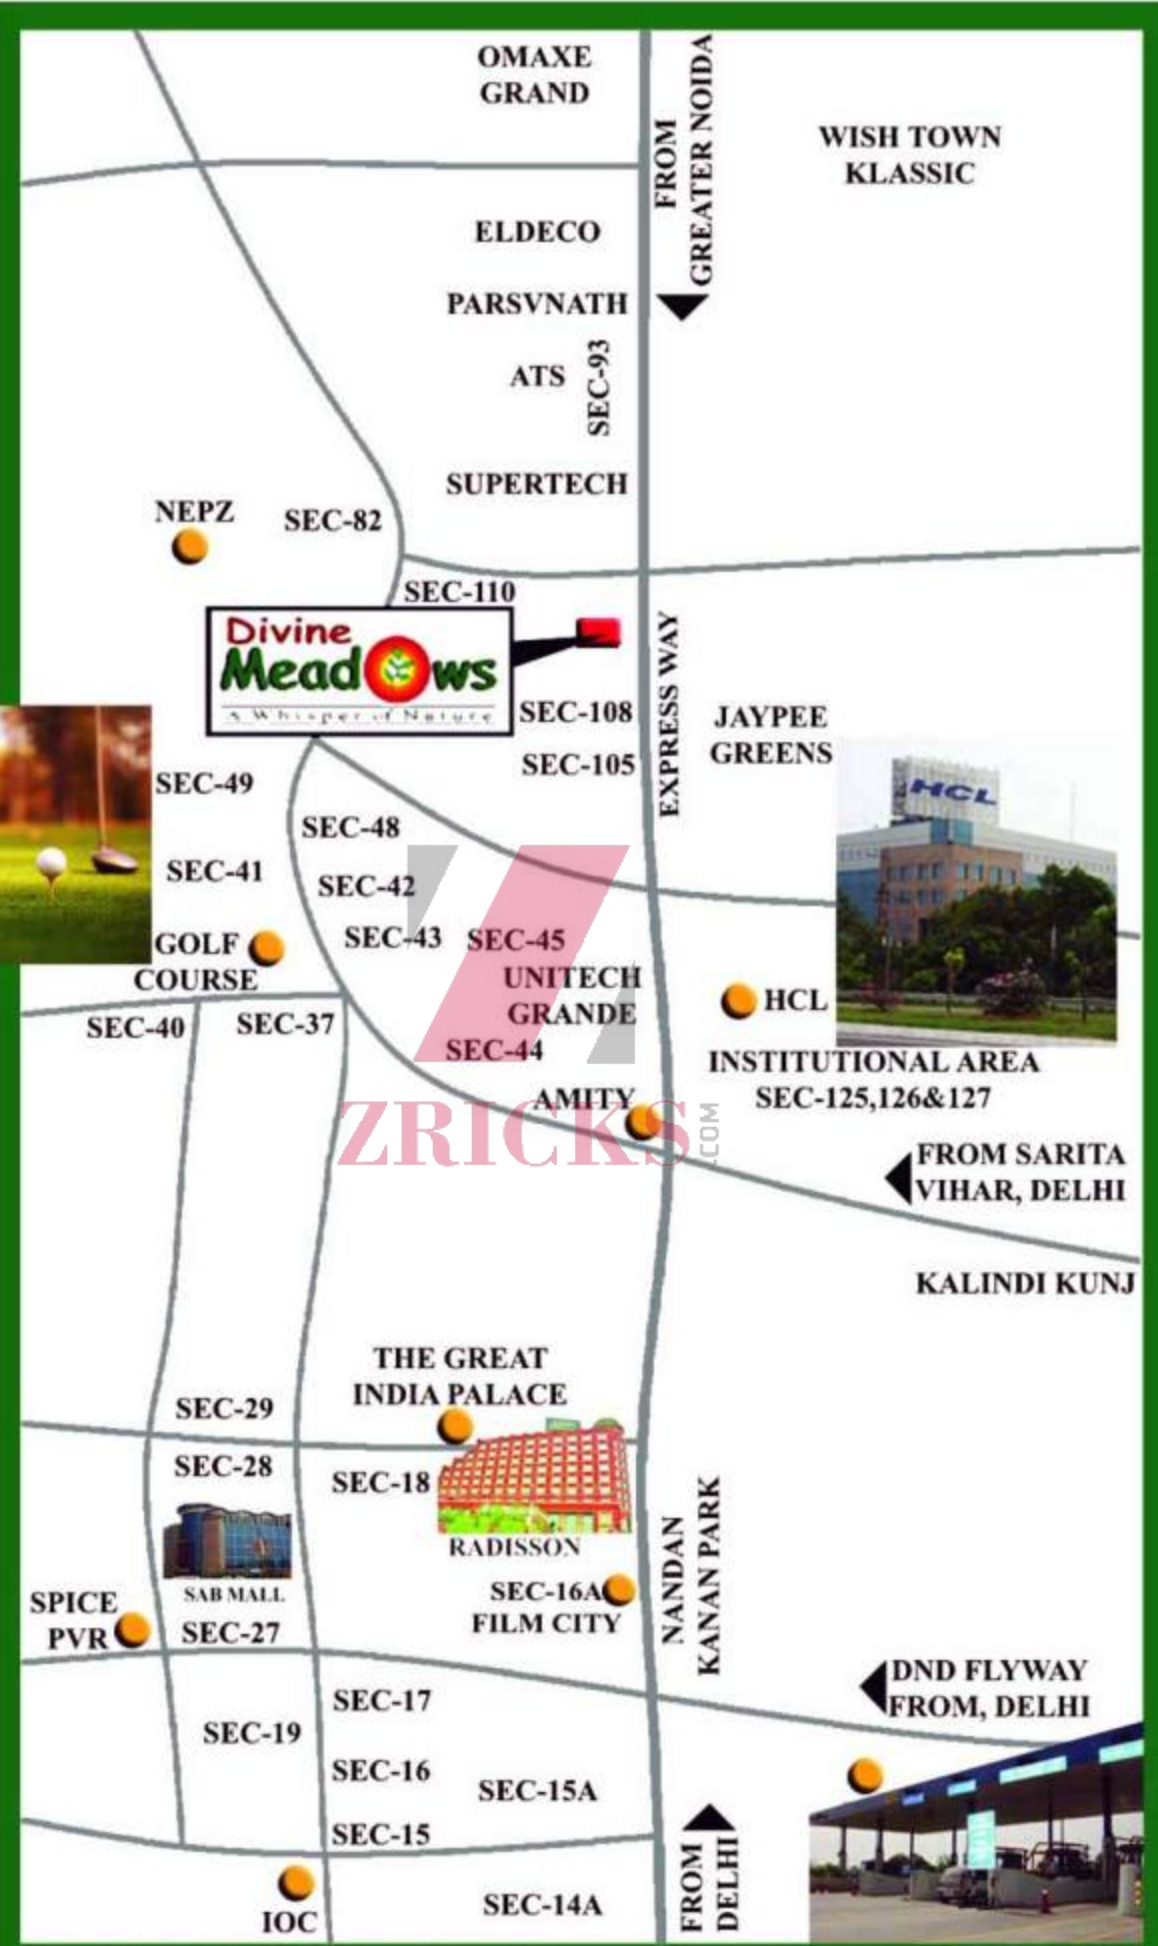 OMAXE
GRAND
FROM
GREATER NOIDA
WISH TOWN
KLASSIC
ELDECO
PARSVNATH
ATS
SEC-93
SUPERTECH
NEPZ
SEC-82
SEC-110
Divine
Meadows
A Whisper of Nature
SEC-108
SEC-105
EXPRESS WAY
JAYPEE
GREENS
HCL
SEC-49
SEC-48
SEC-41
SEC-42
SEC-43
SEC-45
GOLF
COURSE
UNITECH
GRANDE
HCL
SEC-40
SEC-37
SEC-44
INSTITUTIONAL AREA
SEC-125,126&127
AMITY
ZRICKS
.COM
FROM SARITA
VIHAR, DELHI
KALINDI KUNJ
THE GREAT
INDIA PALACE
SEC-29
SEC-28
SEC-18
RADISSON
NANDAN
KANAN PARK
SAB MALL
SEC-16A
FILM CITY
SPICE
PVR
SEC-27
DND FLYWAY
FROM, DELHI
SEC-17
SEC-19
SEC-16
SEC-15A
SEC-15
FROM
DELHI
IOC
SEC-14A